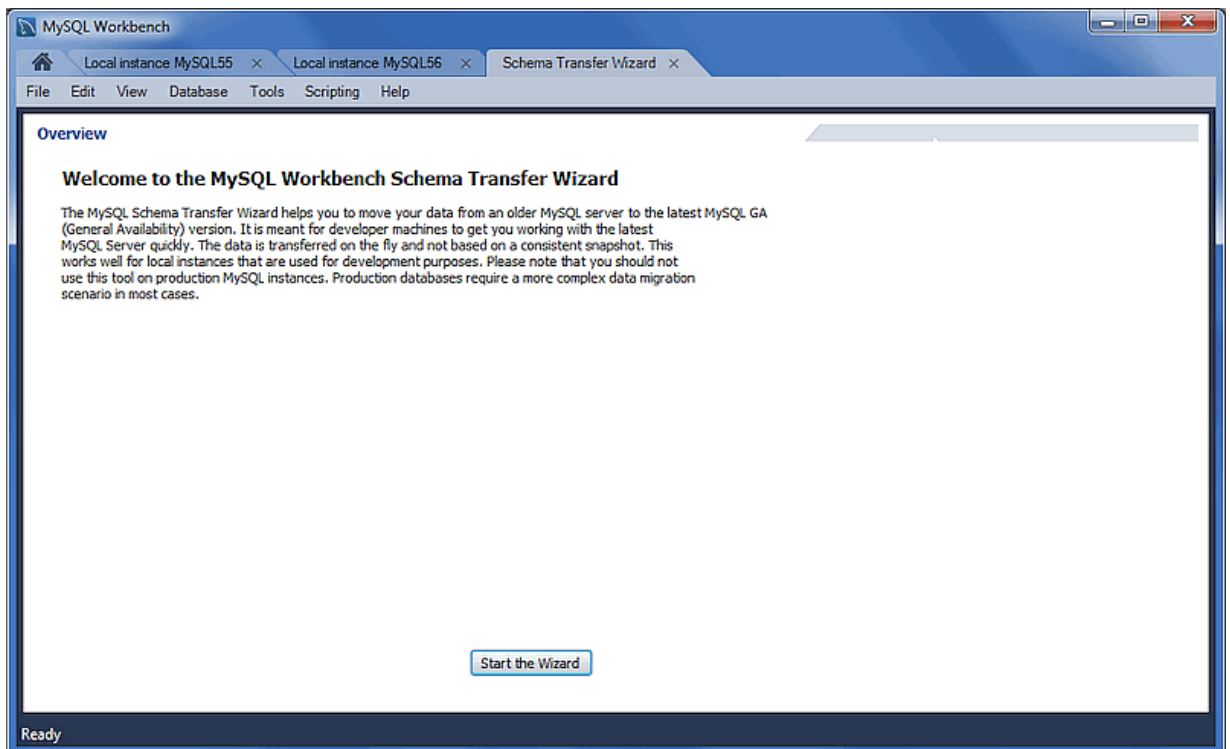 MySQL Workbench
Local instance MySQL55 Local instance MySQL56 Schema Transfer Wizard
File Edit View Database Tools Scripting Help
Overview
Welcome to the MySQL Workbench Schema Transfer Wizard
The MySQL Schema Transfer Wizard helps you to move your data from an older MySQL server to the latest MySQL GA
(General Availability) version. It is meant for developer machines to get you working with the latest
MySQL Server quickly. The data is transferred on the fly and not based on a consistent snapshot. This
works well for local instances that are used for development purposes. Please note that you should not
use this tool on production MySQL instances. Production databases require a more complex data migration
scenario in most cases.
Start the Wizard
Ready